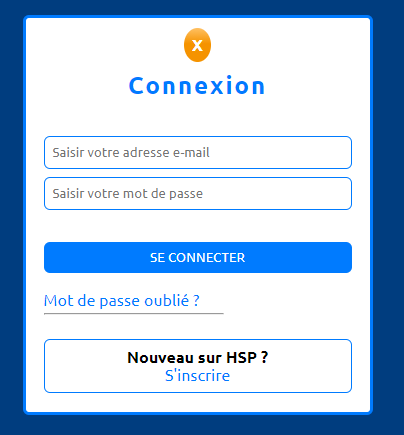 X
Connexion
Saisir votre adresse e-mail
Saisir votre mot de passe
SE CONNECTER
Mot de passe oublié ?
Nouveau sur HSP ?
S'inscrire